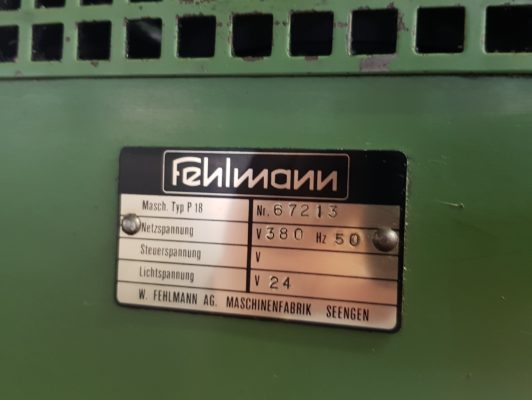 Fehlmann
Masch. Typ P 18 Nr. 67213
Netzspannung V 380 Hz 50
Steuerspannung V
Lichtspannung V 24
W. FEHLMANN AG. MASCHINENFABRIK SEENGEN